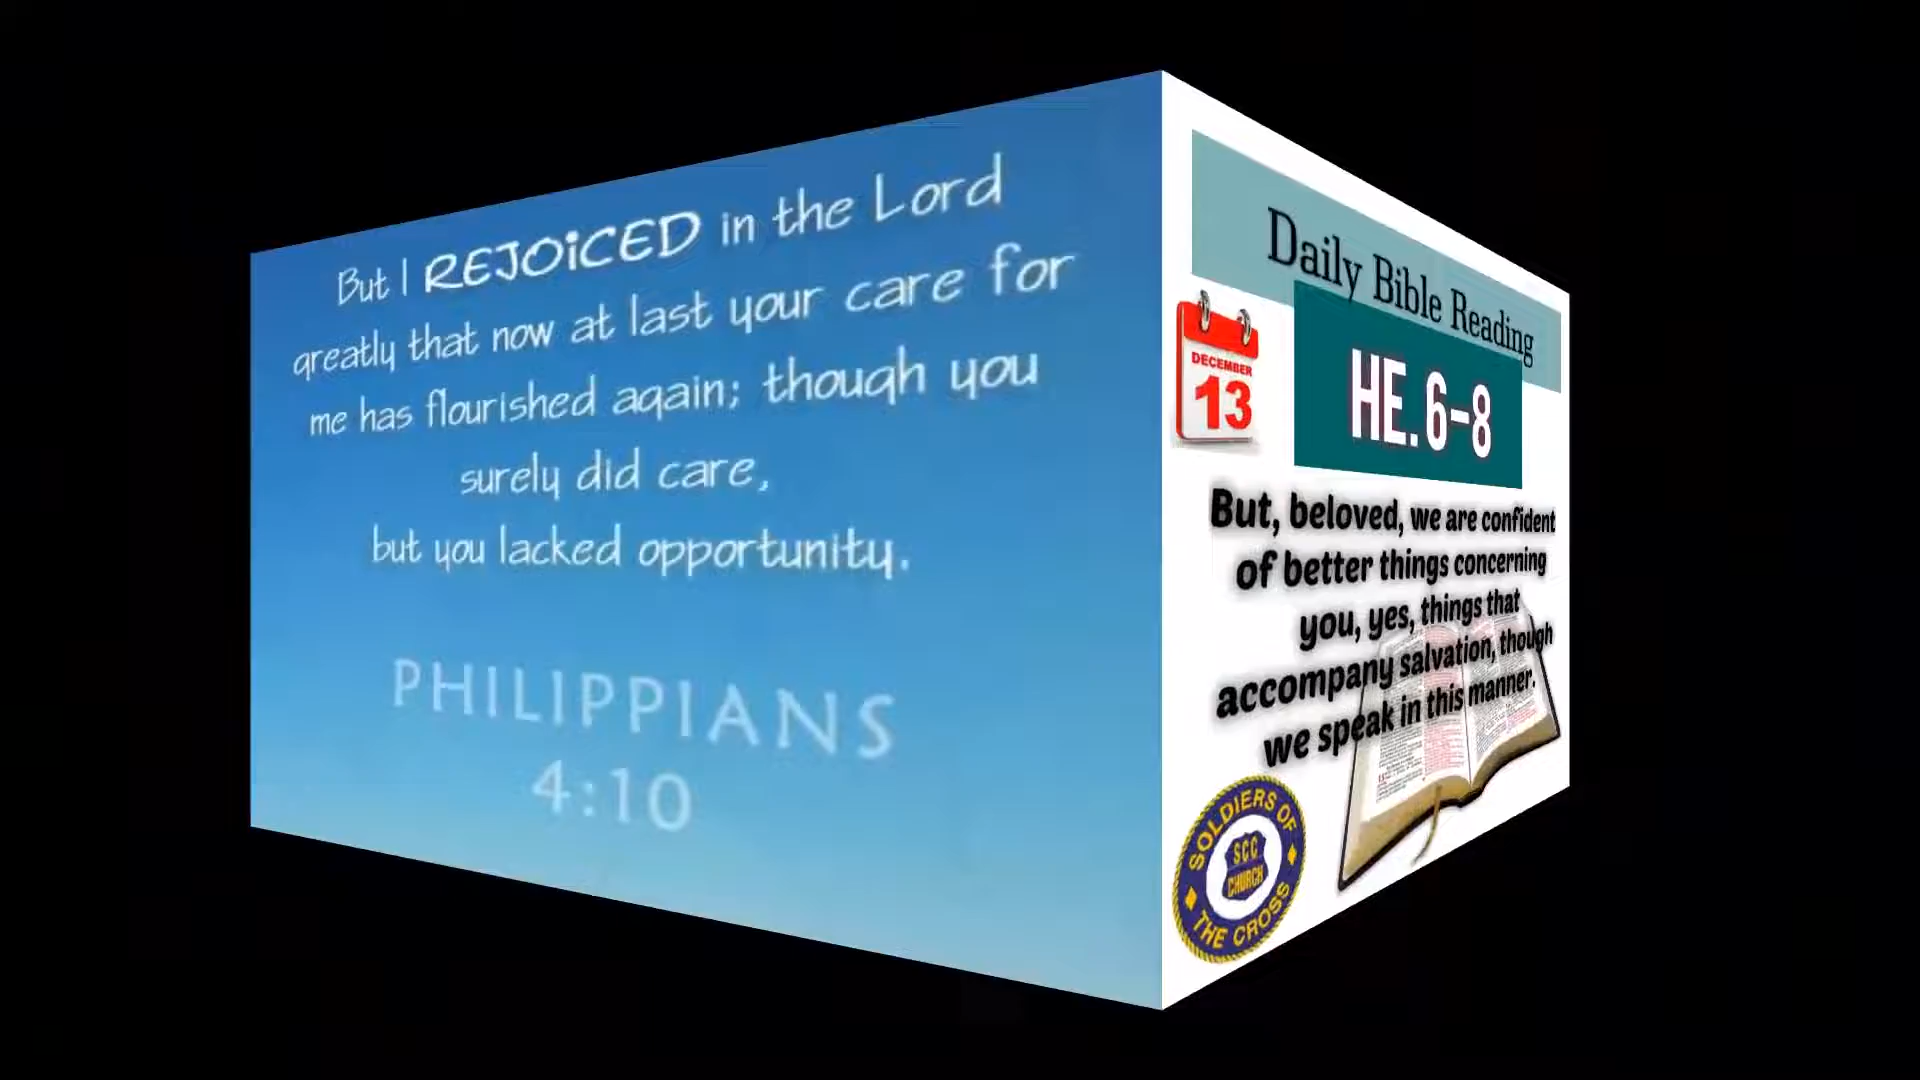 But I REJOiCED in the Lord
greatly that now at last your care for
me has flourished again; though you
surely did care,
but you lacked opportunity.
PHILIPPIANS
4:10
Daily Bible Reading
DECEMBER
13
HE. 6-8
But, beloved, we are confident
of better things concerning
you, yes, things that
accompany salvation, though
we speak in this manner.
SOLDIERS OF
SCC
CHURCH
THE CROSS